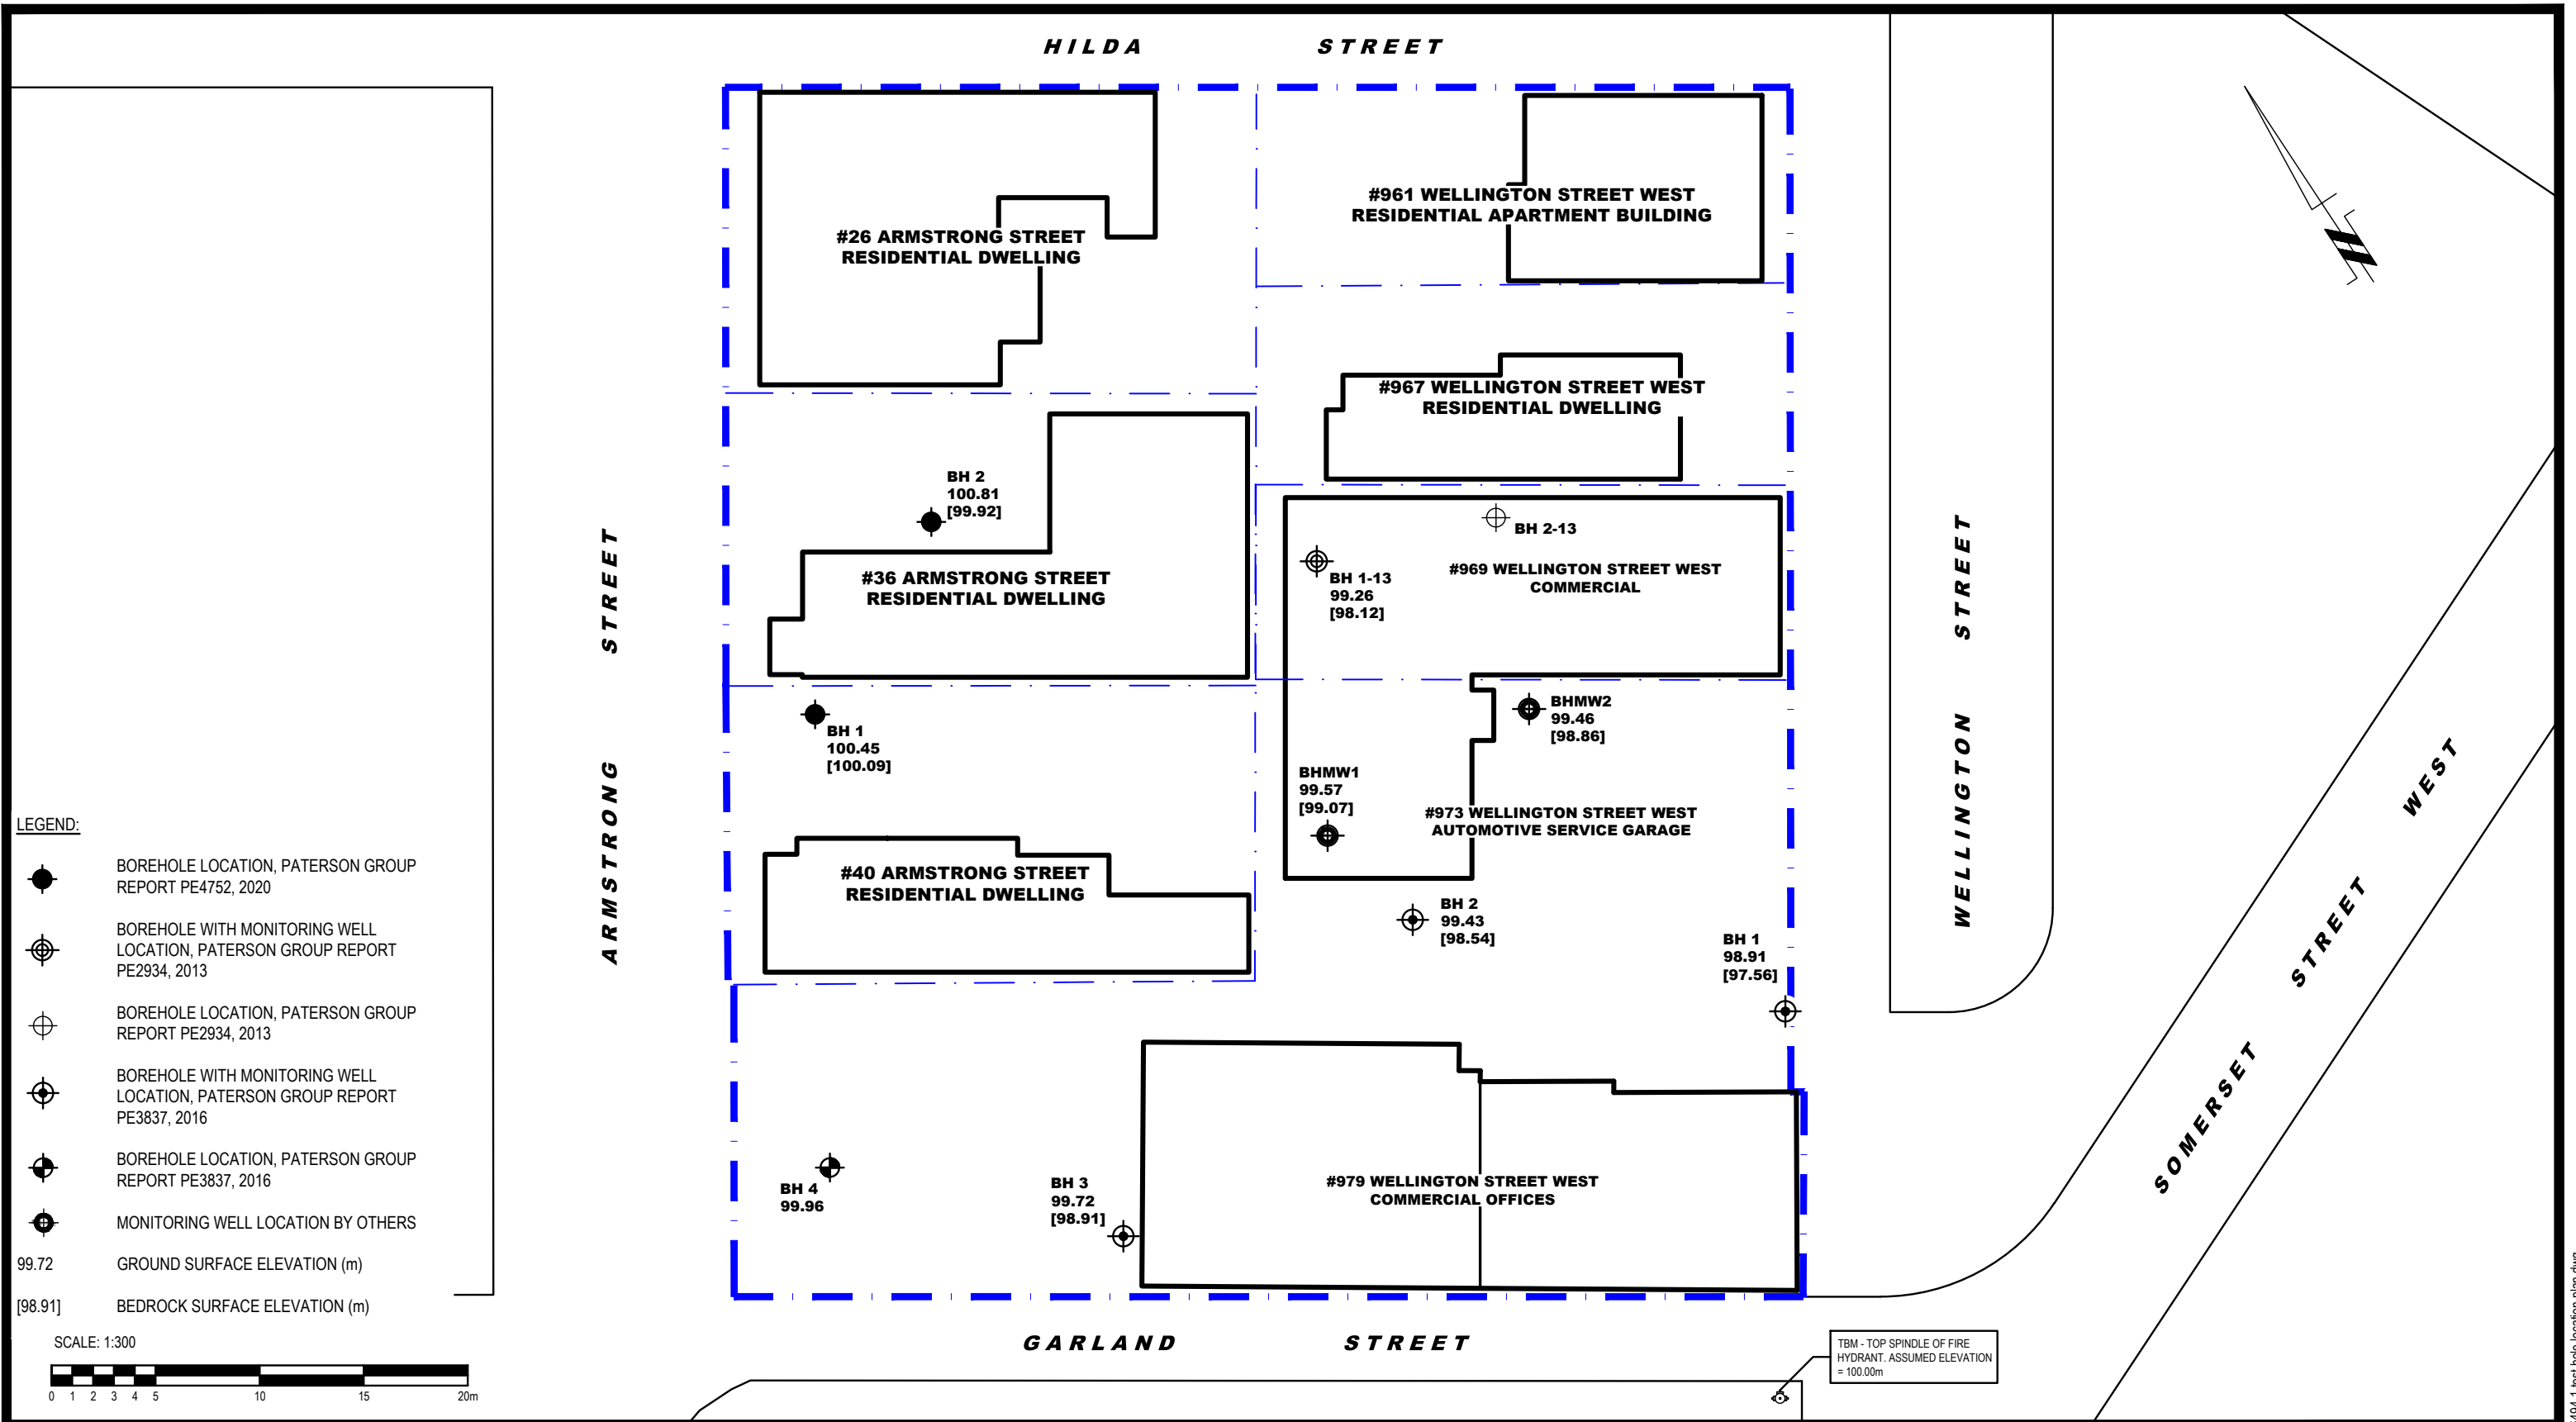 HILDA STREET
#26 ARMSTRONG STREET
RESIDENTIAL DWELLING
#961 WELLINGTON STREET WEST
RESIDENTIAL APARTMENT BUILDING
#967 WELLINGTON STREET WEST
RESIDENTIAL DWELLING
BH 2
100.81
[99.92]
#36 ARMSTRONG STREET
RESIDENTIAL DWELLING
BH 2-13
BH 1-13
99.26
[98.12]
#969 WELLINGTON STREET WEST
COMMERCIAL
BH 1
100.45
[100.09]
BHMW2
99.46
[98.86]
BHMW1
99.57
[99.07]
#973 WELLINGTON STREET WEST
AUTOMOTIVE SERVICE GARAGE
#40 ARMSTRONG STREET
RESIDENTIAL DWELLING
BH 2
99.43
[98.54]
BH 1
98.91
[97.56]
BH 4
99.96
BH 3
99.72
[98.91]
#979 WELLINGTON STREET WEST
COMMERCIAL OFFICES
ARMSTRONG STREET
WELLINGTON STREET
SOMERSET STREET WEST
GARLAND STREET
TBM - TOP SPINDLE OF FIRE
HYDRANT. ASSUMED ELEVATION
= 100.00m
LEGEND:
BOREHOLE LOCATION, PATERSON GROUP
REPORT PE4752, 2020
BOREHOLE WITH MONITORING WELL
LOCATION, PATERSON GROUP REPORT
PE2934, 2013
BOREHOLE LOCATION, PATERSON GROUP
REPORT PE2934, 2013
BOREHOLE WITH MONITORING WELL
LOCATION, PATERSON GROUP REPORT
PE3837, 2016
BOREHOLE LOCATION, PATERSON GROUP
REPORT PE3837, 2016
MONITORING WELL LOCATION BY OTHERS
99.72 GROUND SURFACE ELEVATION (m)
[98.91] BEDROCK SURFACE ELEVATION (m)
SCALE: 1:300
0 1 2 3 4 5 10 15 20m